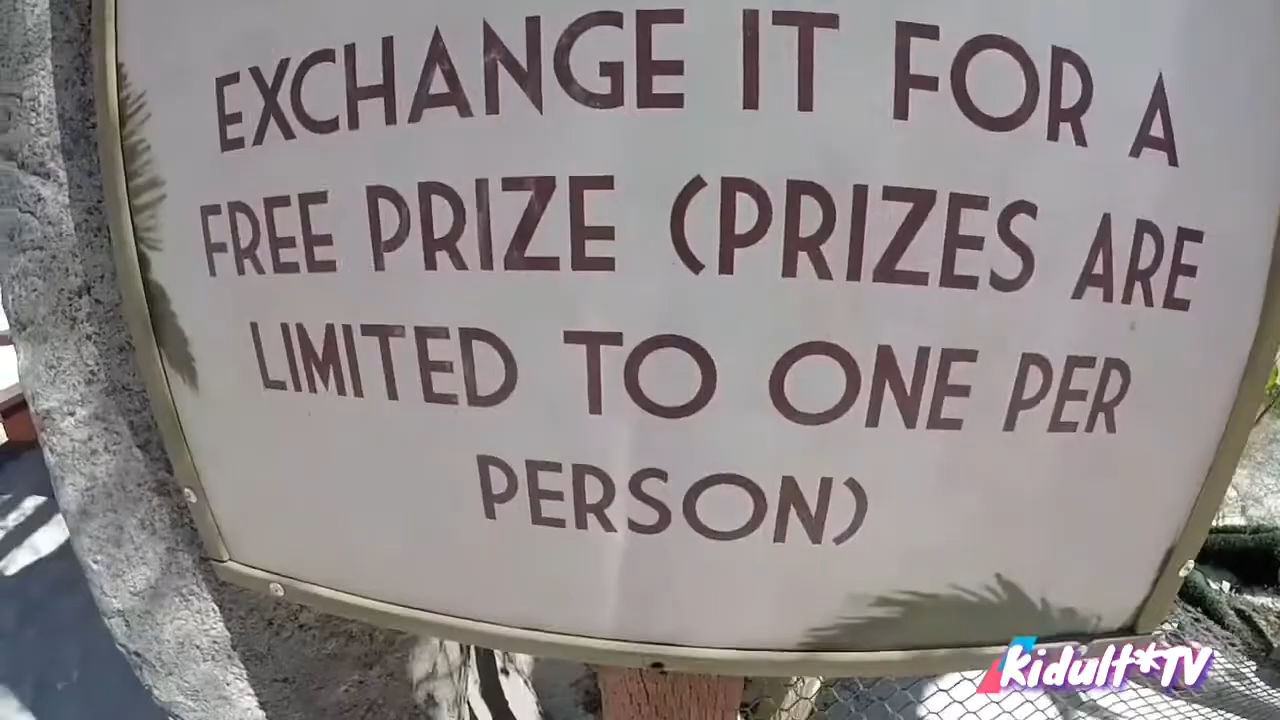 EXCHANGE IT FOR A
FREE PRIZE (PRIZES ARE
LIMITED TO ONE PER
PERSON)
kidult*TV